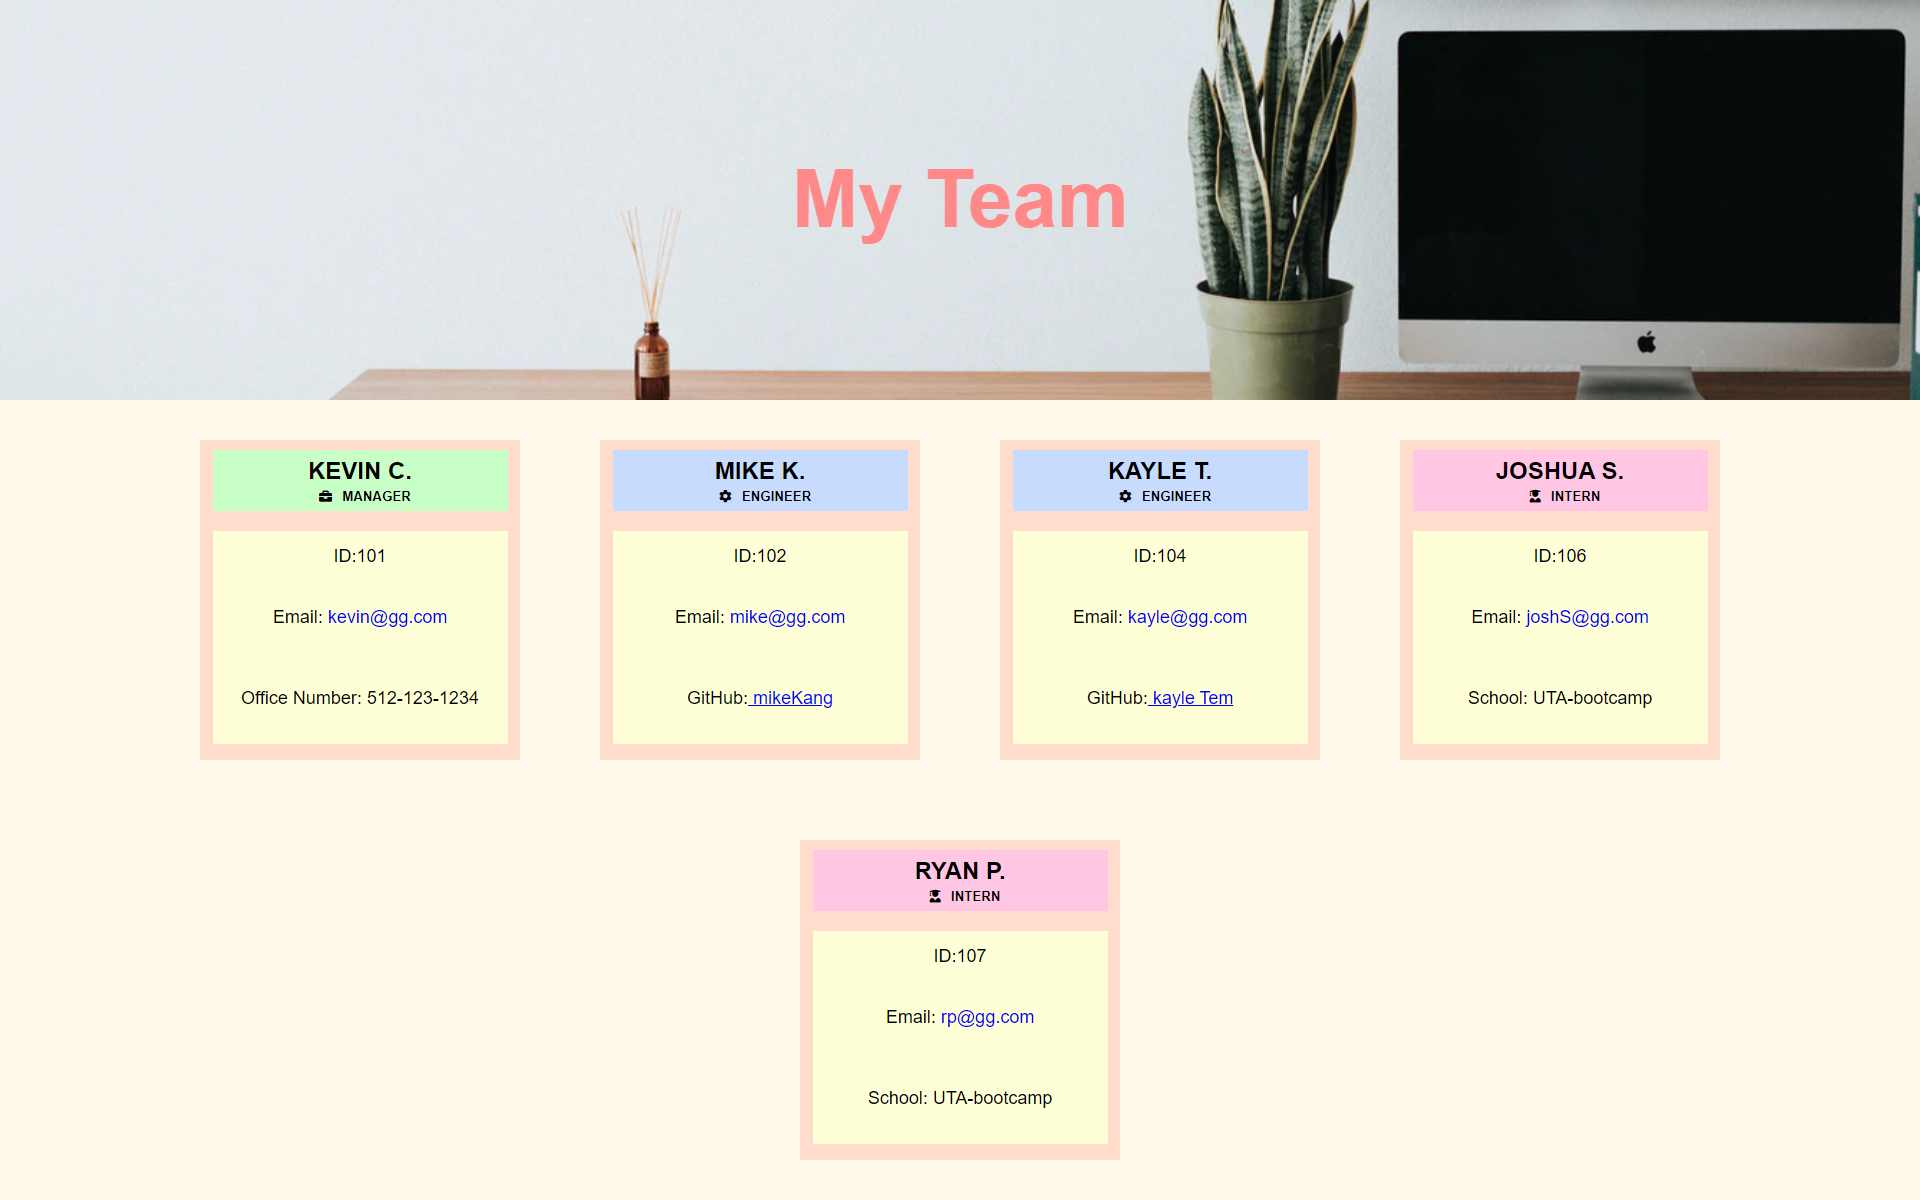 My Team
KEVIN C.
MANAGER
ID:101
Email: kevin@gg.com
Office Number: 512-123-1234
MIKE K.
ENGINEER
ID:102
Email: mike@gg.com
GitHub: mikeKang
KAYLE T.
ENGINEER
ID:104
Email: kayle@gg.com
GitHub: kayle Tem
JOSHUA S.
INTERN
ID:106
Email: joshS@gg.com
School: UTA-bootcamp
RYAN P.
INTERN
ID:107
Email: rp@gg.com
School: UTA-bootcamp